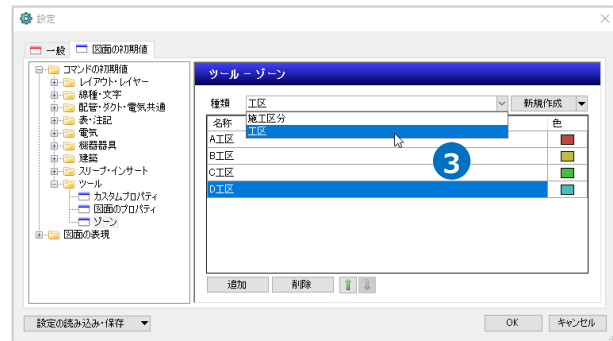 設定
一般
図面の初期値
コマンドの初期値
レイアウト・レイヤー
線種・文字
配管・ダクト・電気共通
表・注記
電気
機器器具
建築
スリーブ・インサート
ツール
カスタムプロパティ
図面のプロパティ
ゾーン
図面の表現
ツール - ゾーン
種類 工区 新規作成
施工区分
工区
名称 色
A工区
B工区
C工区
D工区
3
追加 削除
設定の読み込み・保存
OK キャンセル